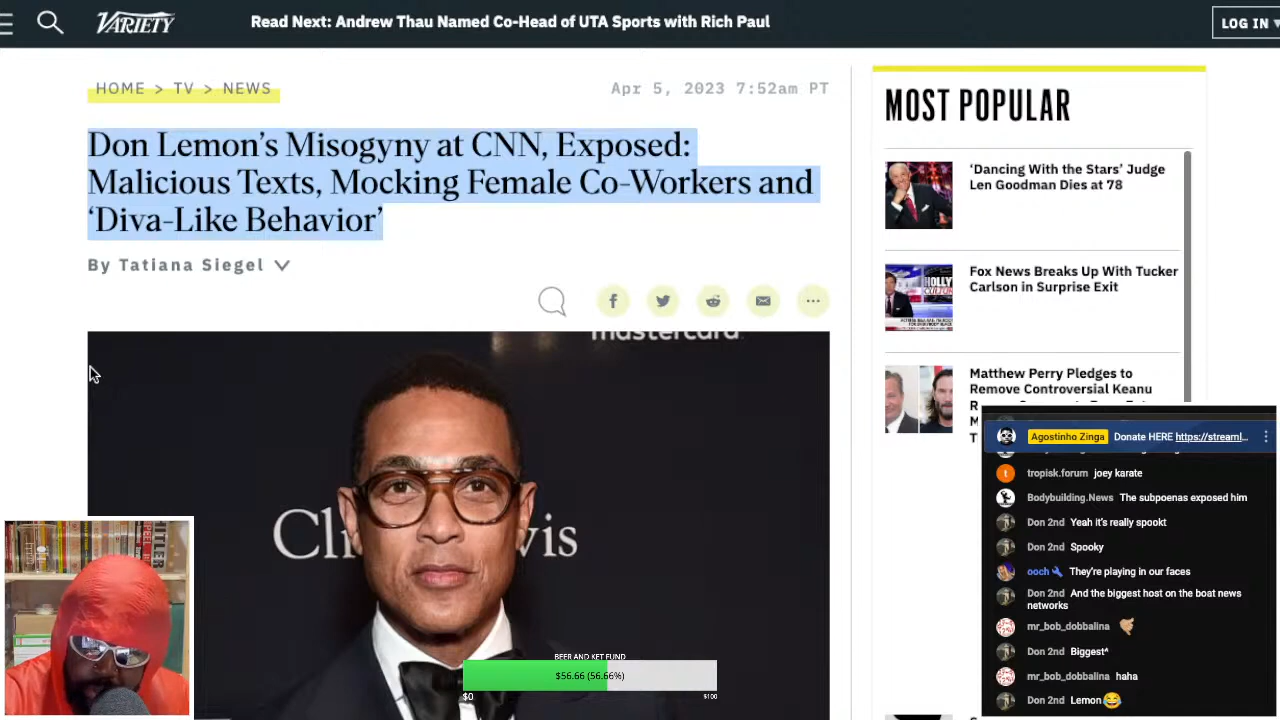 VARIETY
Read Next: Andrew Thau Named Co-Head of UTA Sports with Rich Paul
LOG IN
HOME > TV > NEWS
Apr 5, 2023 7:52am PT
Don Lemon's Misogyny at CNN, Exposed:
Malicious Texts, Mocking Female Co-Workers and
‘Diva-Like Behavior’
By Tatiana Siegel
mastercard
MOST POPULAR
‘Dancing With the Stars’ Judge
Len Goodman Dies at 78
Fox News Breaks Up With Tucker
Carlson in Surprise Exit
Matthew Perry Pledges to
Remove Controversial Keanu
Agostinho Zinga Donate HERE https://streaml...
tropisk.forum joey karate
Bodybuilding.News The subpoenas exposed him
Don 2nd Yeah it's really spookt
Don 2nd Spooky
ooch They're playing in our faces
Don 2nd And the biggest host on the boat news
networks
mr_bob_dobbalina
Don 2nd Biggest^
mr_bob_dobbalina haha
Don 2nd Lemon😂
BEER AND KET FUND
$56.66 (56.66%)
$0
$100